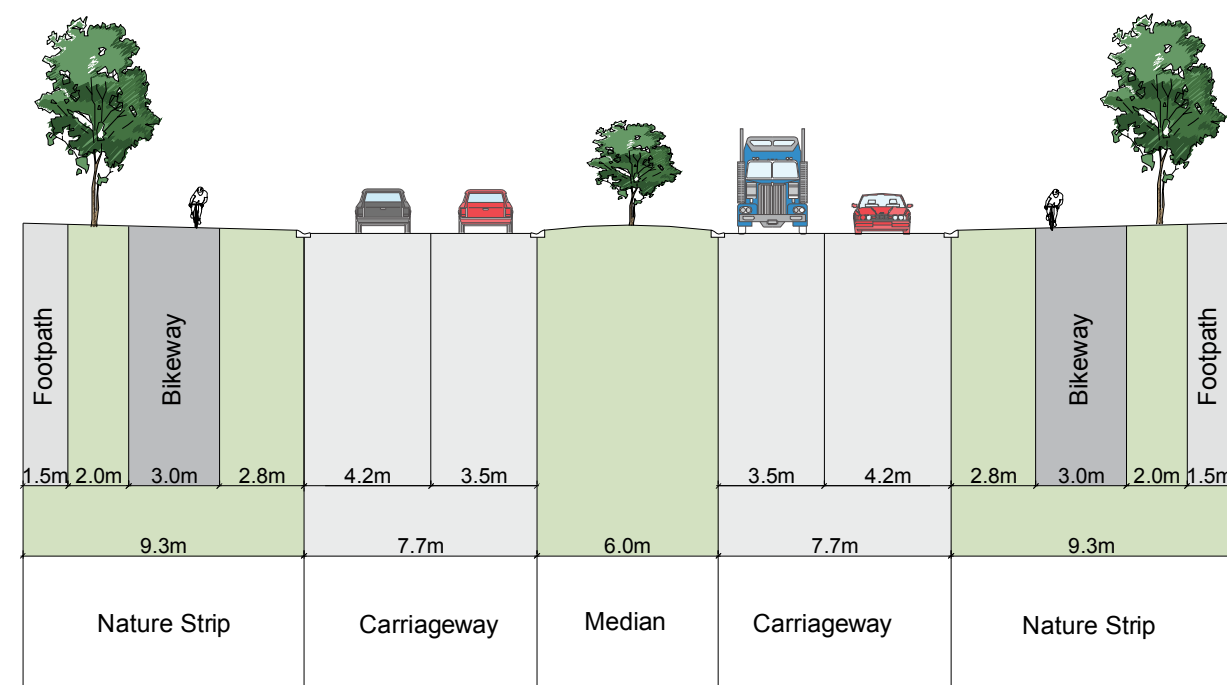 Footpath
Bikeway
Bikeway
Footpath
1.5m 2.0m 3.0m 2.8m 4.2m 3.5m 3.5m 4.2m 2.8m 3.0m 2.0m 1.5m
9.3m 7.7m 6.0m 7.7m 9.3m
Nature Strip Carriageway Median Carriageway Nature Strip